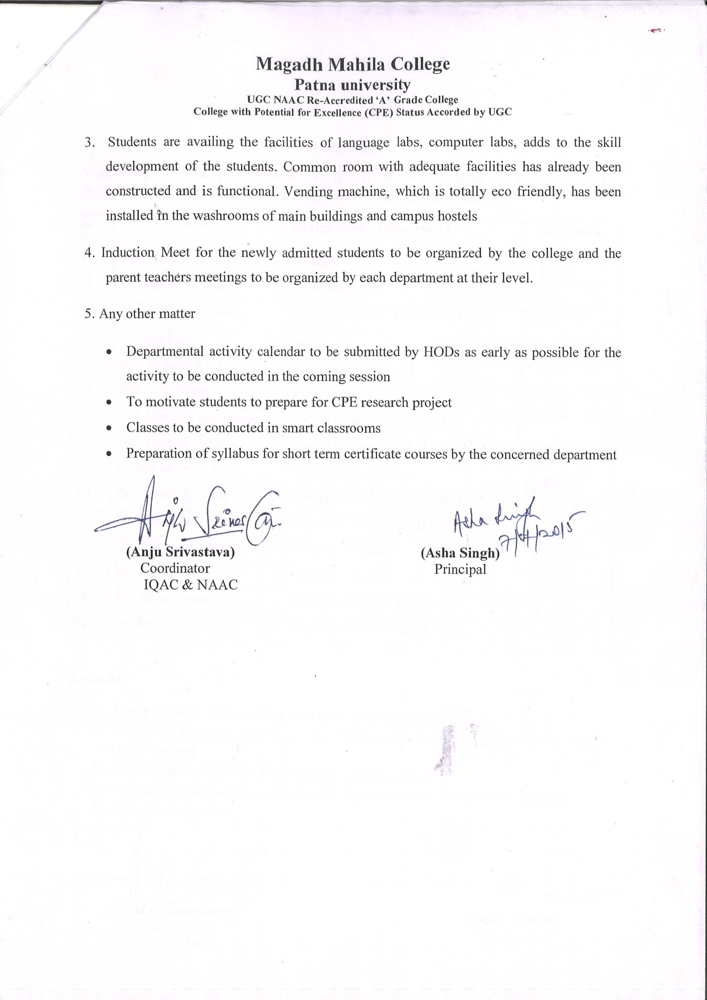 Magadh Mahila College
Patna university
UGC NAAC Re-Accredited ‘A’ Grade College
College with Potential for Excellence (CPE) Status Accorded by UGC
3. Students are availing the facilities of language labs, computer labs, adds to the skill
development of the students. Common room with adequate facilities has already been
constructed and is functional. Vending machine, which is totally eco friendly, has been
installed in the washrooms of main buildings and campus hostels
4. Induction Meet for the newly admitted students to be organized by the college and the
parent teachers meetings to be organized by each department at their level.
5. Any other matter
• Departmental activity calendar to be submitted by HODs as early as possible for the
activity to be conducted in the coming session
• To motivate students to prepare for CPE research project
• Classes to be conducted in smart classrooms
• Preparation of syllabus for short term certificate courses by the concerned department
Asha Singh
7/7/2015
(Anju Srivastava) (Asha Singh)
Coordinator Principal
IQAC & NAAC